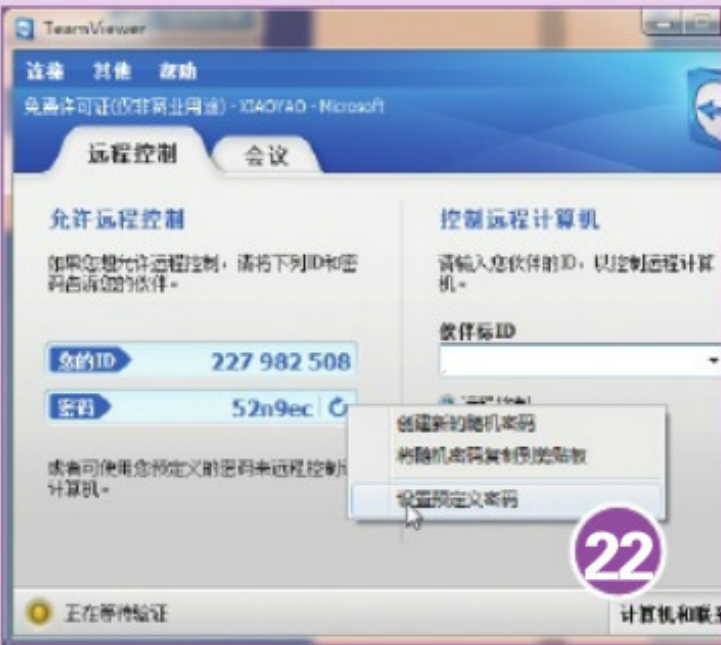 TeamViewer
连接 其他 帮助
免费许可证(仅非商业用途) - XIAOYAO - Microsoft
远程控制 会议
允许远程控制
如果您想允许远程控制，请将下列ID和密
码告诉您的伙伴。
您的ID 227 982 508
密码 52n9ec
或者可使用您预定义的密码来远程控制
计算机。
控制远程计算机
请输入您伙伴的ID，以控制远程计算
机。
伙伴标ID
远程控制
创建新的随机密码
将随机密码复制到剪贴板
设置预定义密码
22
正在等待验证
计算机和联系